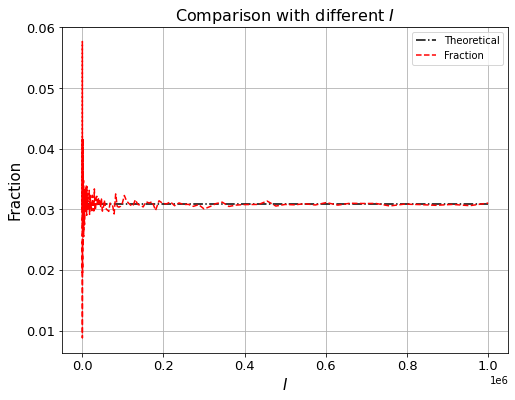 Comparison with different I
0.06
0.05
0.04
0.03
0.02
0.01
Fraction
Theoretical
Fraction
0.0 0.2 0.4 0.6 0.8 1.0
1e6
I